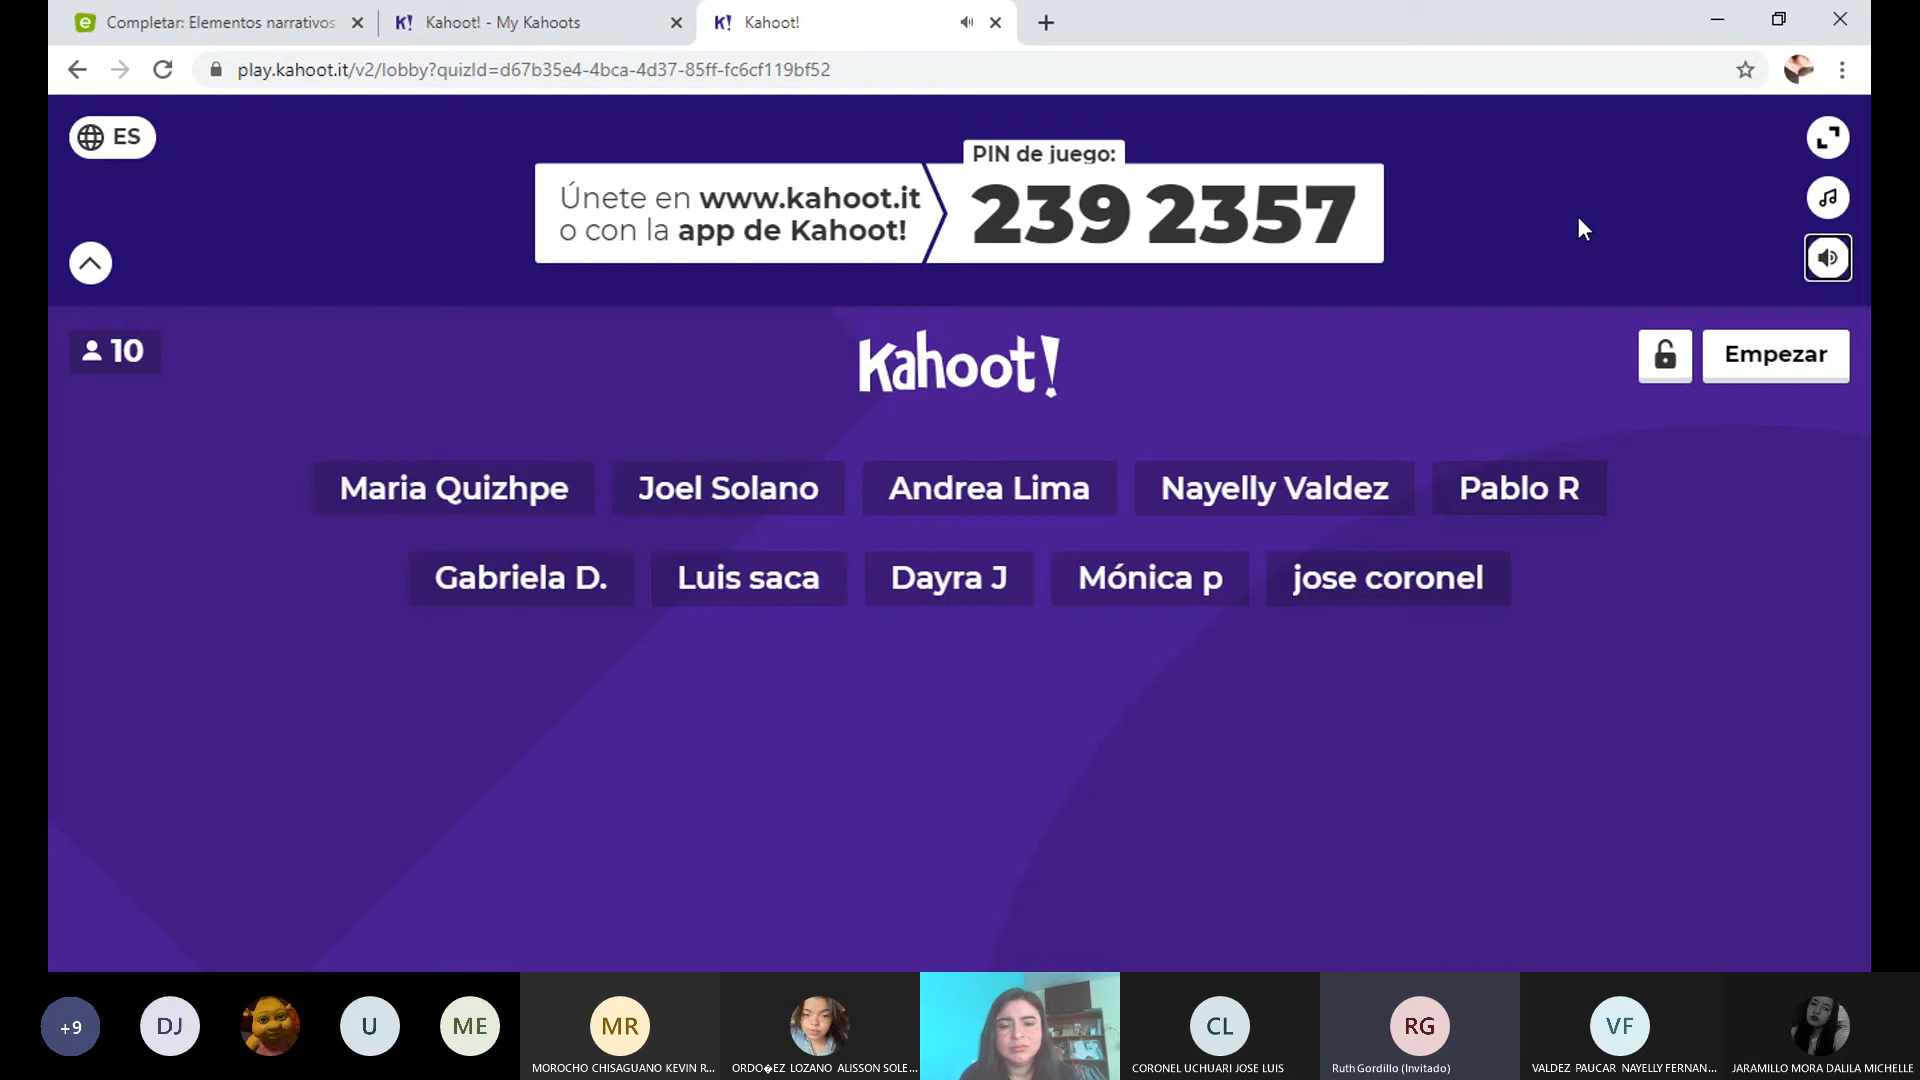 Completar: Elementos narrativos
Kahoot! - My Kahoots
Kahoot!
play.kahoot.it/v2/lobby?quizId=d67b35e4-4bca-4d37-85ff-fc6cf119bf52
ES
PIN de juego:
Únete en www.kahoot.it
o con la app de Kahoot!
239 2357
10
Kahoot!
Empezar
Maria Quizhpe
Joel Solano
Andrea Lima
Nayelly Valdez
Pablo R
Gabriela D.
Luis saca
Dayra J
Mónica p
jose coronel
+9
DJ
U
ME
MR
CL
RG
VF
MOROCHO CHISAGUANO KEVIN R...
ORDO�EZ LOZANO ALISSON SOLE...
CORONEL UCHUARI JOSE LUIS
Ruth Gordillo (Invitado)
VALDEZ PAUCAR NAYELLY FERNAN...
JARAMILLO MORA DALILA MICHELLE